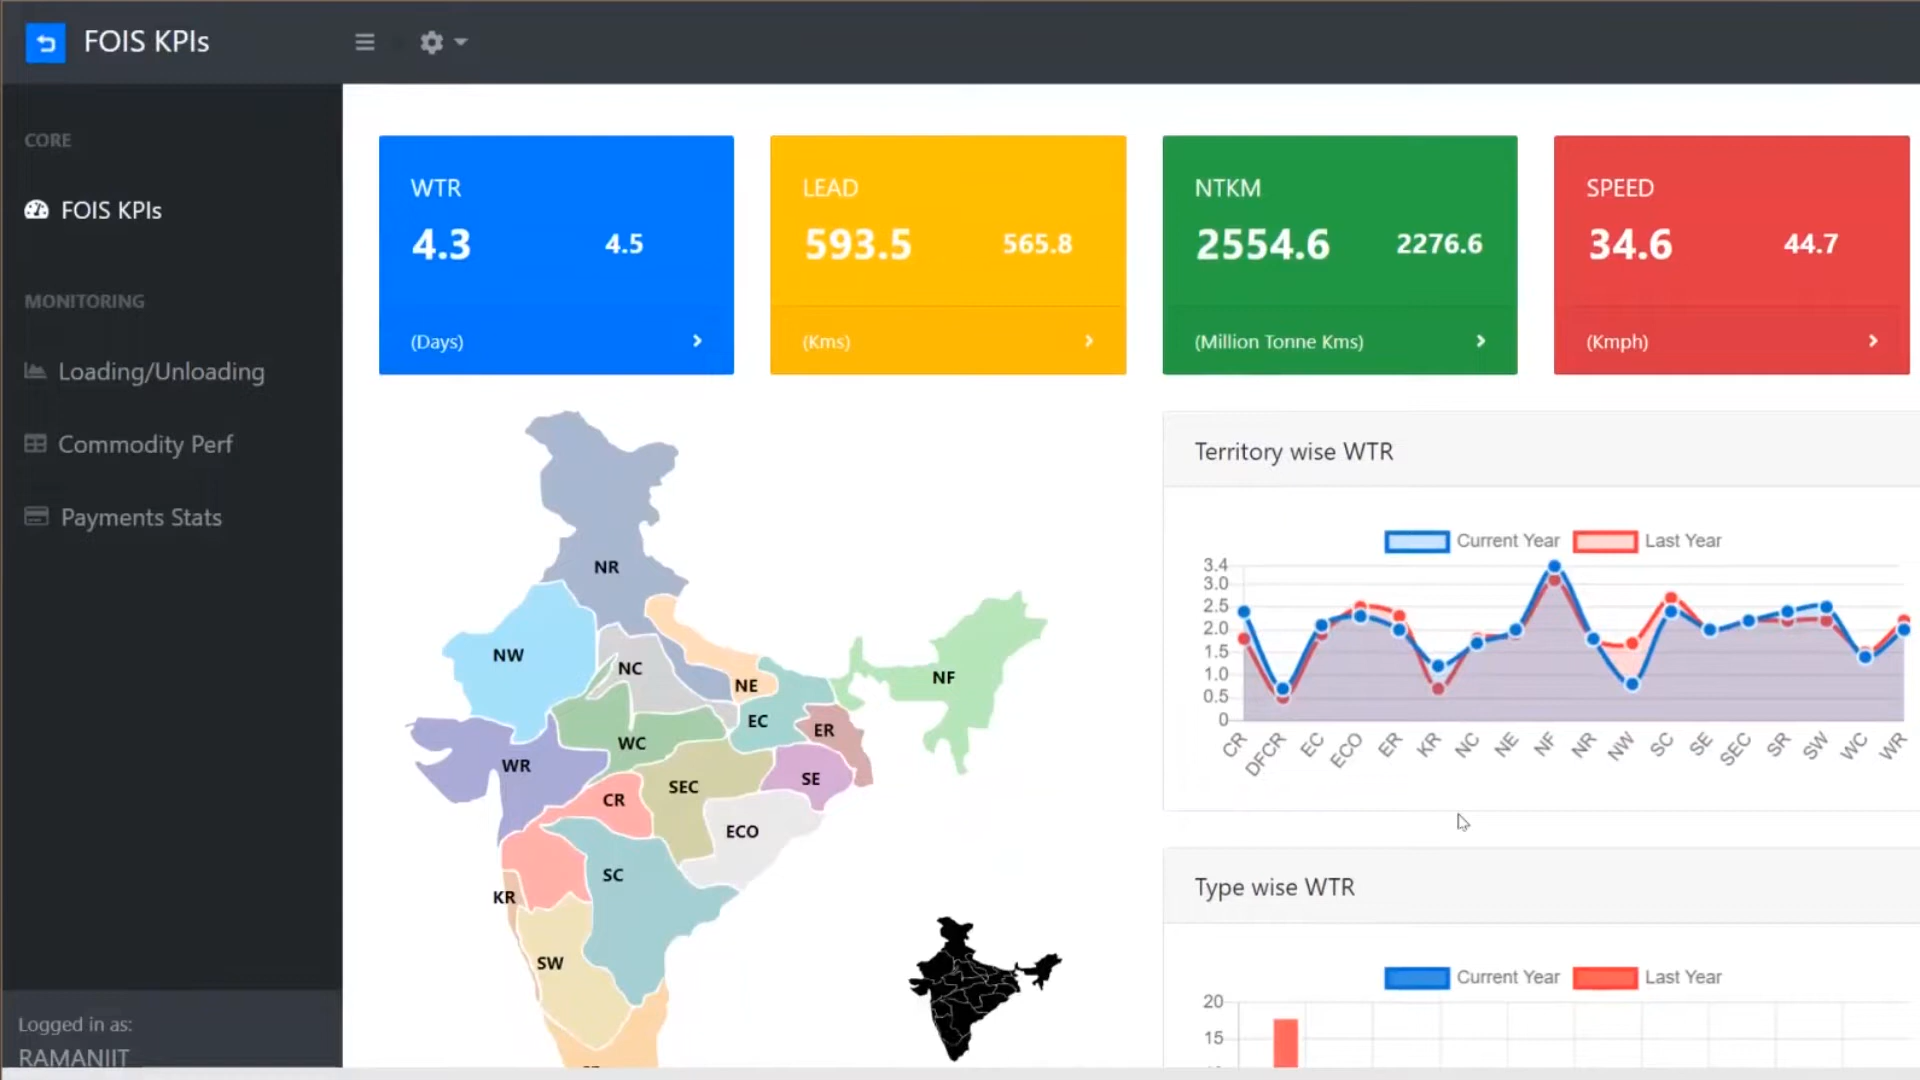 FOIS KPIs
CORE
FOIS KPIs
MONITORING
Loading/Unloading
Commodity Perf
Payments Stats
Logged in as:
RAMANIIT
WTR
4.3 4.5
(Days)
LEAD
593.5 565.8
(Kms)
NTKM
2554.6 2276.6
(Million Tonne Kms)
SPEED
34.6 44.7
(Kmph)
NR
NW
NC
NE
NF
EC
ER
WC
WR
SE
SEC
CR
ECO
SC
KR
SW
Territory wise WTR
Current Year Last Year
3.4
3.0
2.5
2.0
1.5
1.0
0.5
0
CR DFCR EC ECO ER KR NC NE NF NR NW SC SE SEC SR SW WC WR
Type wise WTR
Current Year Last Year
20
15